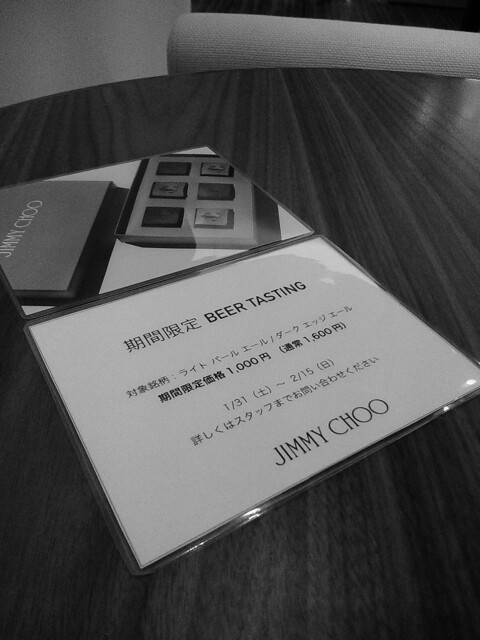 JIMMY CHOO
期間限定 BEER TASTING
対象銘柄：ライト パール エール / ダーク エッジ エール
期間限定価格 1,000 円 （通常 1,600円）
1/31（土）～ 2/15（日）
詳しくはスタッフまでお問い合わせください
JIMMY CHOO